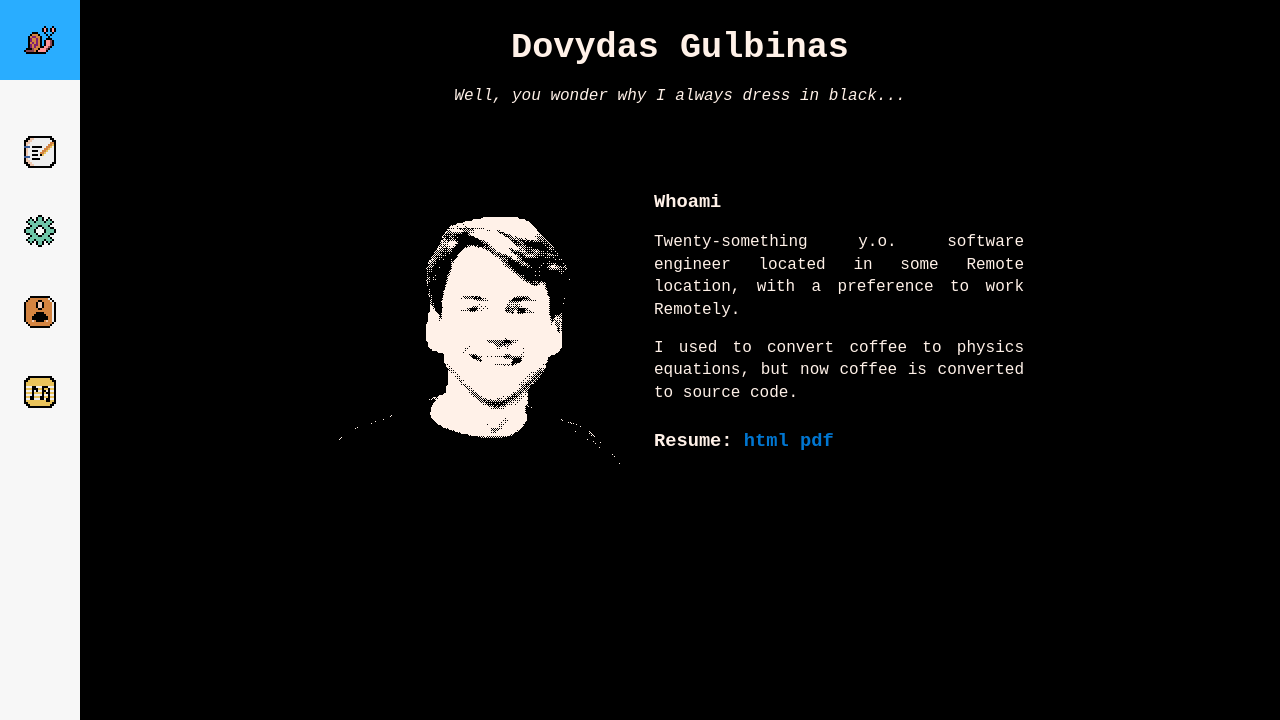 Dovydas Gulbinas
Well, you wonder why I always dress in black...
Whoami
Twenty-something y.o. software
engineer located in some Remote
location, with a preference to work
Remotely.
I used to convert coffee to physics
equations, but now coffee is converted
to source code.
Resume: html pdf